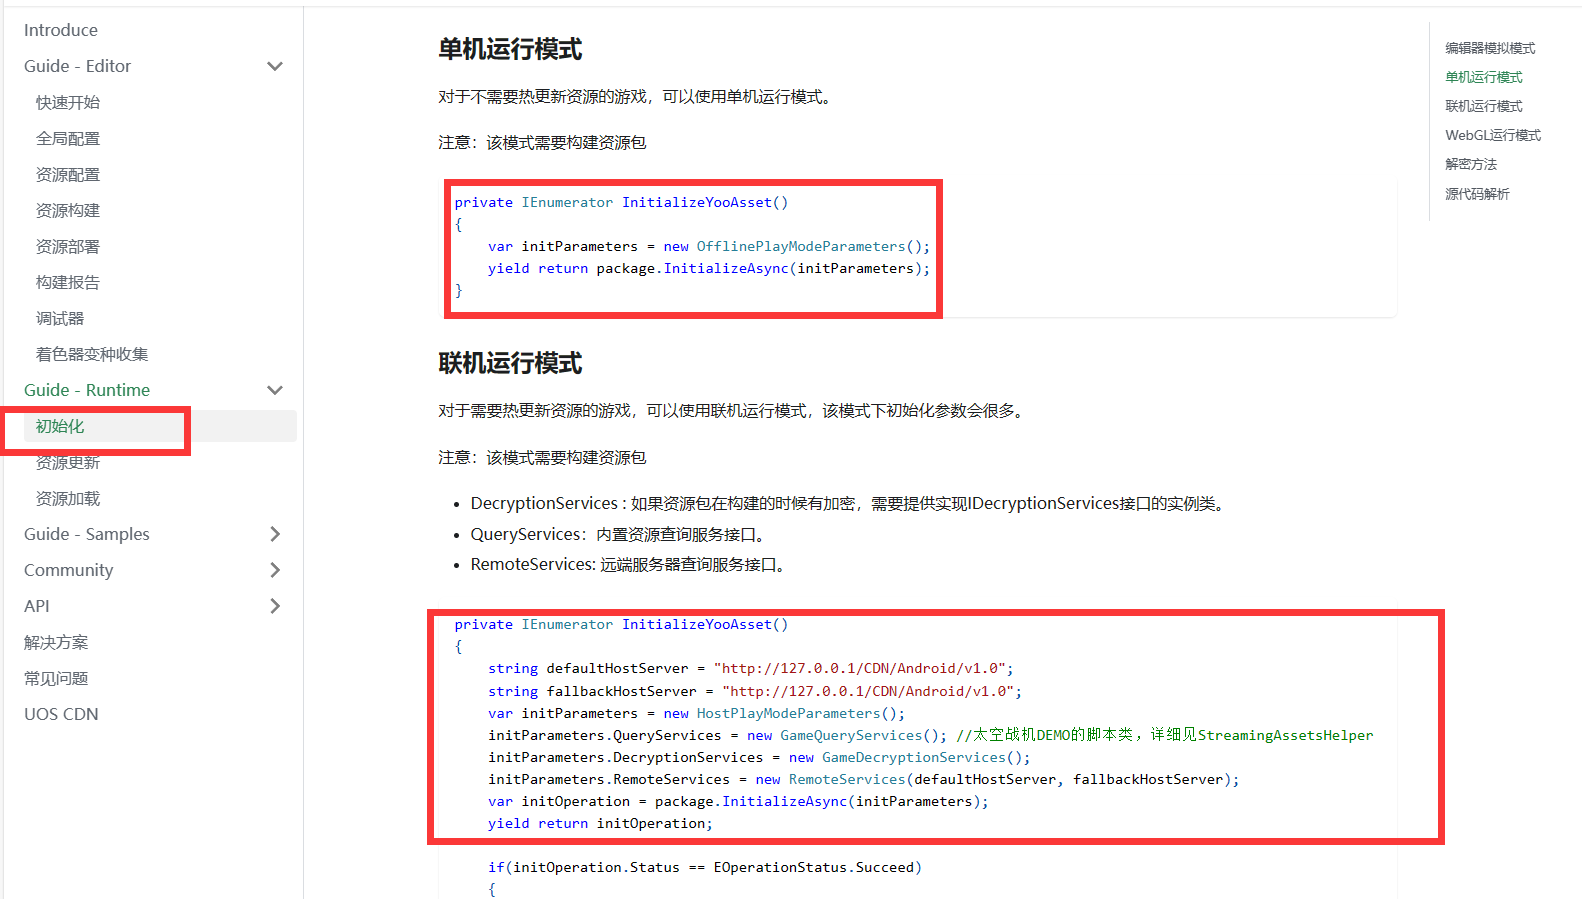 Introduce
Guide - Editor
快速开始
全局配置
资源配置
资源构建
资源部署
构建报告
调试器
着色器变种收集
Guide - Runtime
初始化
资源更新
资源加载
Guide - Samples
Community
API
解决方案
常见问题
UOS CDN
单机运行模式
对于不需要热更新资源的游戏，可以使用单机运行模式。
注意：该模式需要构建资源包
private IEnumerator InitializeYooAsset()
{
    var initParameters = new OfflinePlayModeParameters();
    yield return package.InitializeAsync(initParameters);
}
联机运行模式
对于需要热更新资源的游戏，可以使用联机运行模式，该模式下初始化参数会很多。
注意：该模式需要构建资源包
• DecryptionServices : 如果资源包在构建的时候有加密，需要提供实现IDecryptionServices接口的实例类。
• QueryServices：内置资源查询服务接口。
• RemoteServices: 远端服务器查询服务接口。
private IEnumerator InitializeYooAsset()
{
    string defaultHostServer = "http://127.0.0.1/CDN/Android/v1.0";
    string fallbackHostServer = "http://127.0.0.1/CDN/Android/v1.0";
    var initParameters = new HostPlayModeParameters();
    initParameters.QueryServices = new GameQueryServices(); //太空战机DEMO的脚本类，详细见StreamingAssetsHelper
    initParameters.DecryptionServices = new GameDecryptionServices();
    initParameters.RemoteServices = new RemoteServices(defaultHostServer, fallbackHostServer);
    var initOperation = package.InitializeAsync(initParameters);
    yield return initOperation;
    if(initOperation.Status == EOperationStatus.Succeed)
    {
编辑器模拟模式
单机运行模式
联机运行模式
WebGL运行模式
解密方法
源代码解析